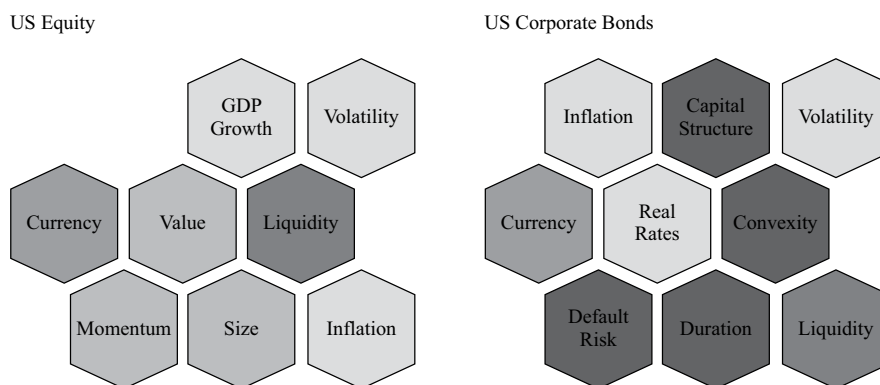 US Equity
GDP
Growth
Volatility
Currency
Value
Liquidity
Momentum
Size
Inflation
US Corporate Bonds
Inflation
Capital
Structure
Volatility
Currency
Real
Rates
Convexity
Default
Risk
Duration
Liquidity